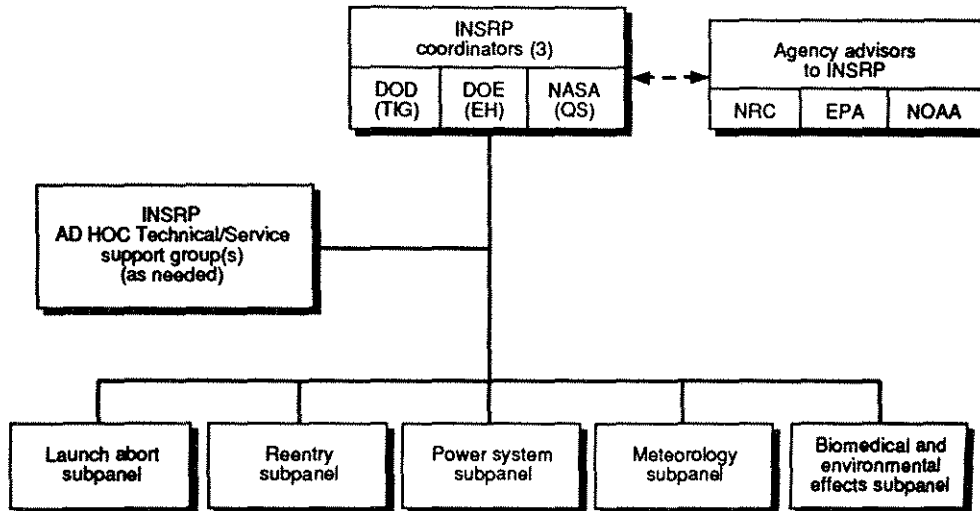 INSRP
coordinators (3)
DOD
(TIG)
DOE
(EH)
NASA
(QS)
Agency advisors
to INSRP
NRC
EPA
NOAA
INSRP
AD HOC Technical/Service
support group(s)
(as needed)
Launch abort
subpanel
Reentry
subpanel
Power system
subpanel
Meteorology
subpanel
Biomedical and
environmental
effects subpanel